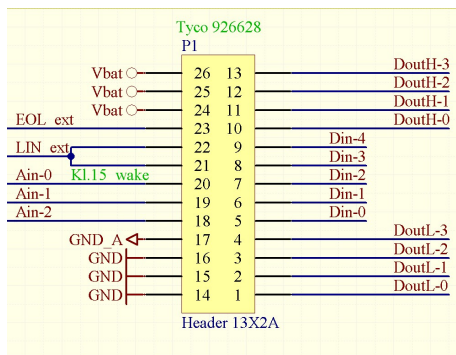 Tyco 926628
P1
Vbat 26 13 DoutH-3
Vbat 25 12 DoutH-2
Vbat 24 11 DoutH-1
EOL_ext 23 10 DoutH-0
LIN_ext 22 9 Din-4
21 8 Din-3
Kl.15_wake
Ain-0 20 7 Din-2
Ain-1 19 6 Din-1
Ain-2 18 5 Din-0
GND_A 17 4 DoutL-3
GND 16 3 DoutL-2
GND 15 2 DoutL-1
GND 14 1 DoutL-0
Header 13X2A